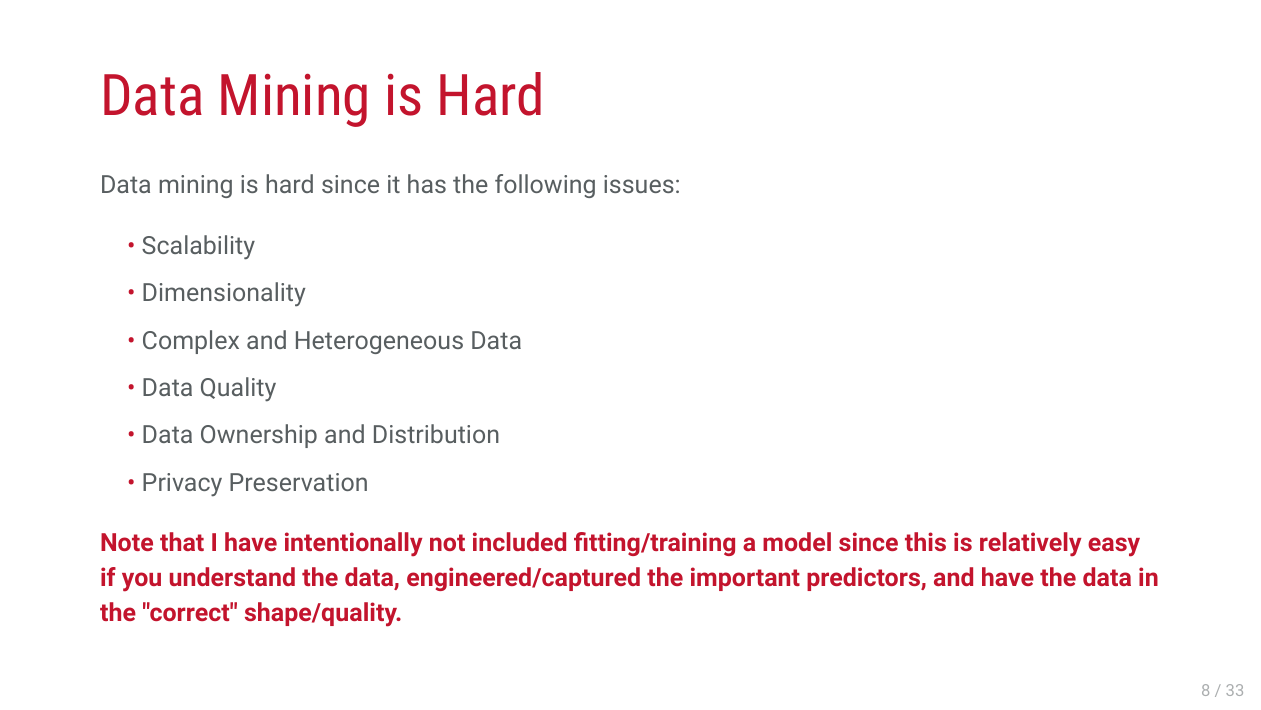 Data Mining is Hard
Data mining is hard since it has the following issues:
• Scalability
• Dimensionality
• Complex and Heterogeneous Data
• Data Quality
• Data Ownership and Distribution
• Privacy Preservation
Note that I have intentionally not included fitting/training a model since this is relatively easy
if you understand the data, engineered/captured the important predictors, and have the data in
the "correct" shape/quality.
8 / 33